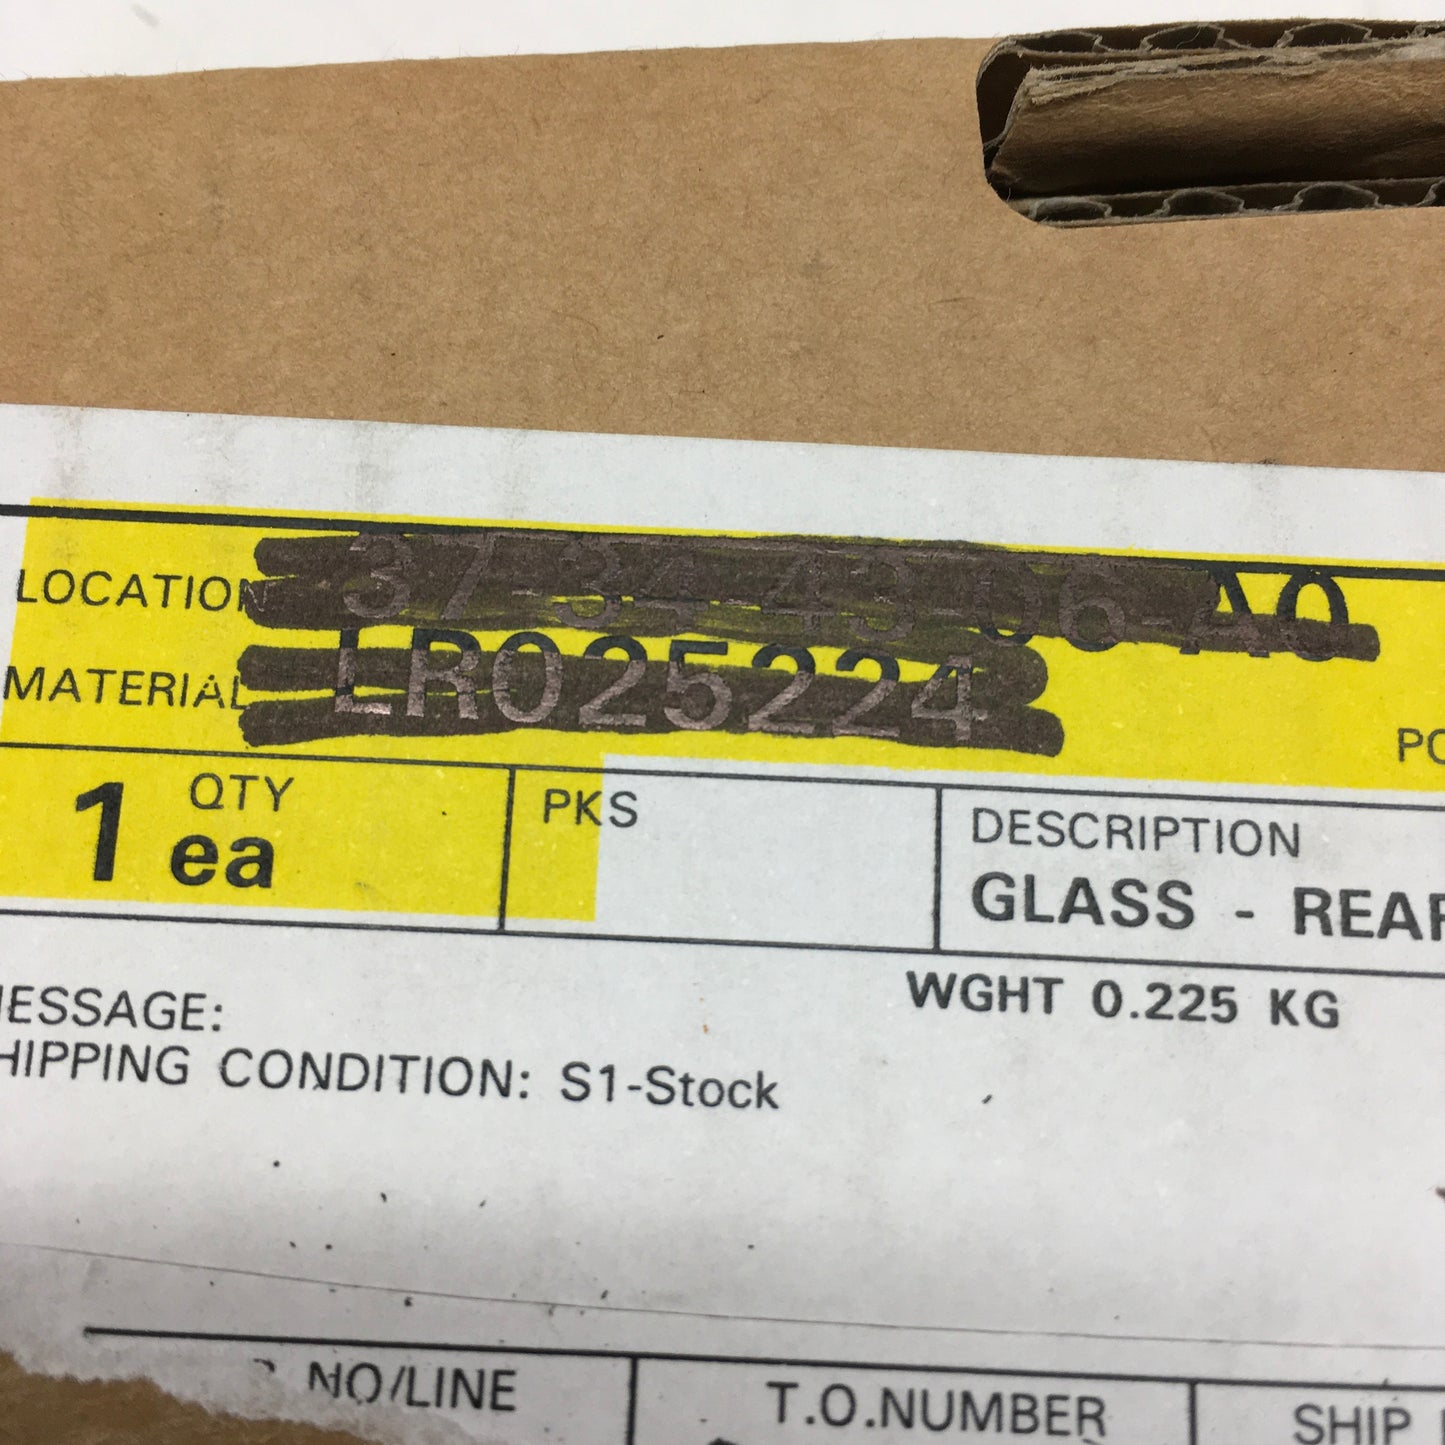 LOCATION 37-34-43-06-A0
MATERIAL LR025224
PO
QTY
1 ea
PKS
DESCRIPTION
GLASS - REAR
WGHT 0.225 KG
ESSAGE:
HIPPING CONDITION: S1-Stock
NO/LINE
T.O.NUMBER
SHIP